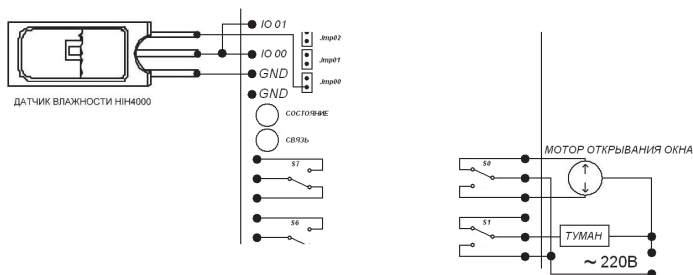 IO 01
Jmp02
IO 00
Jmp01
GND
Jmp00
GND
ДАТЧИК ВЛАЖНОСТИ HIH4000
СОСТОЯНИЕ
СВЯЗЬ
S7
S6
МОТОР ОТКРЫВАНИЯ ОКНА
S0
S1
ТУМАН
~ 220В